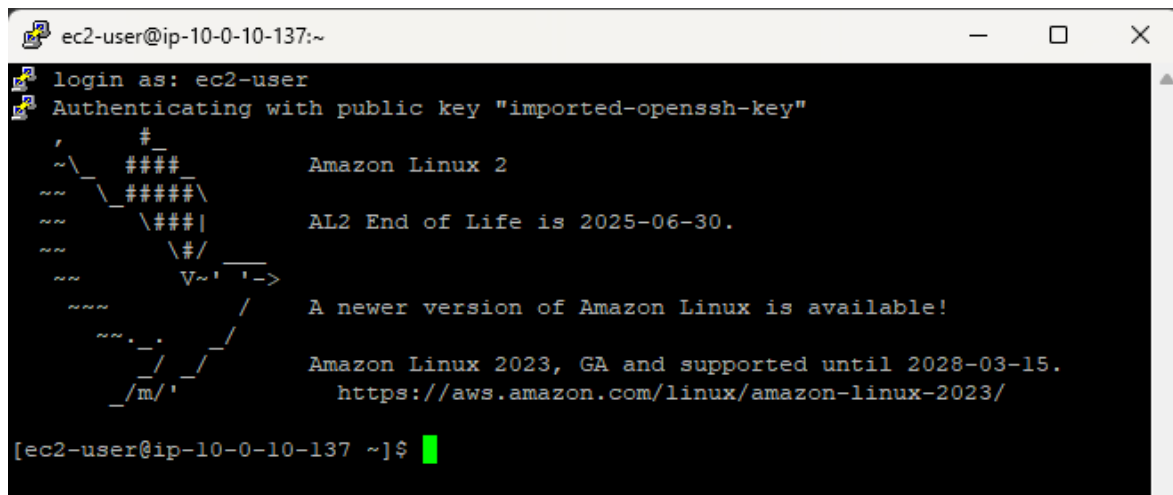 ec2-user@ip-10-0-10-137:~
login as: ec2-user
Authenticating with public key "imported-openssh-key"
   ,     #_
   ~\_  ####_        Amazon Linux 2
  ~~  \_#####\
  ~~     \###|       AL2 End of Life is 2025-06-30.
  ~~       \#/ ___
   ~~       V~' '->
    ~~~         /    A newer version of Amazon Linux is available!
      ~~._.   _/
         _/ _/       Amazon Linux 2023, GA and supported until 2028-03-15.
       _/m/'           https://aws.amazon.com/linux/amazon-linux-2023/
[ec2-user@ip-10-0-10-137 ~]$